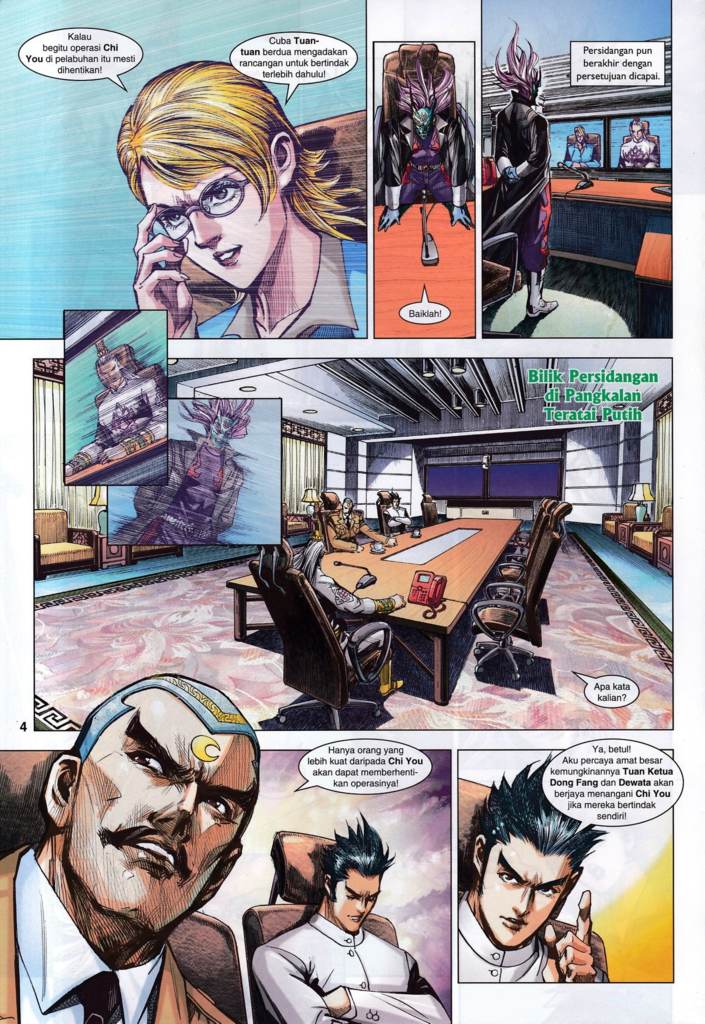 Kalau
begitu operasi Chi
You di pelabuhan itu mesti
dihentikan!
Cuba Tuan-
tuan berdua mengadakan
rancangan untuk bertindak
terlebih dahulu!
Baiklah!
Persidangan pun
berakhir dengan
persetujuan dicapai.
Bilik Persidangan
di Pangkalan
Teratai Putih
Apa kata
kalian?
4
Hanya orang yang
lebih kuat daripada Chi You
akan dapat memberhenti-
kan operasinya!
Ya, betul!
Aku percaya amat besar
kemungkinannya Tuan Ketua
Dong Fang dan Dewata akan
berjaya menangani Chi You
jika mereka bertindak
sendiri!